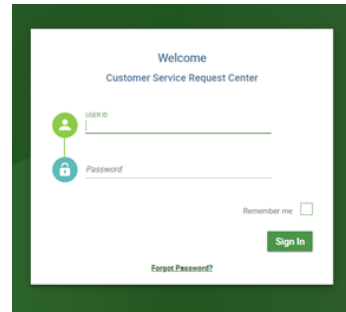 Welcome
Customer Service Request Center
USER ID
Password
Remember me
Sign In
Forgot Password?